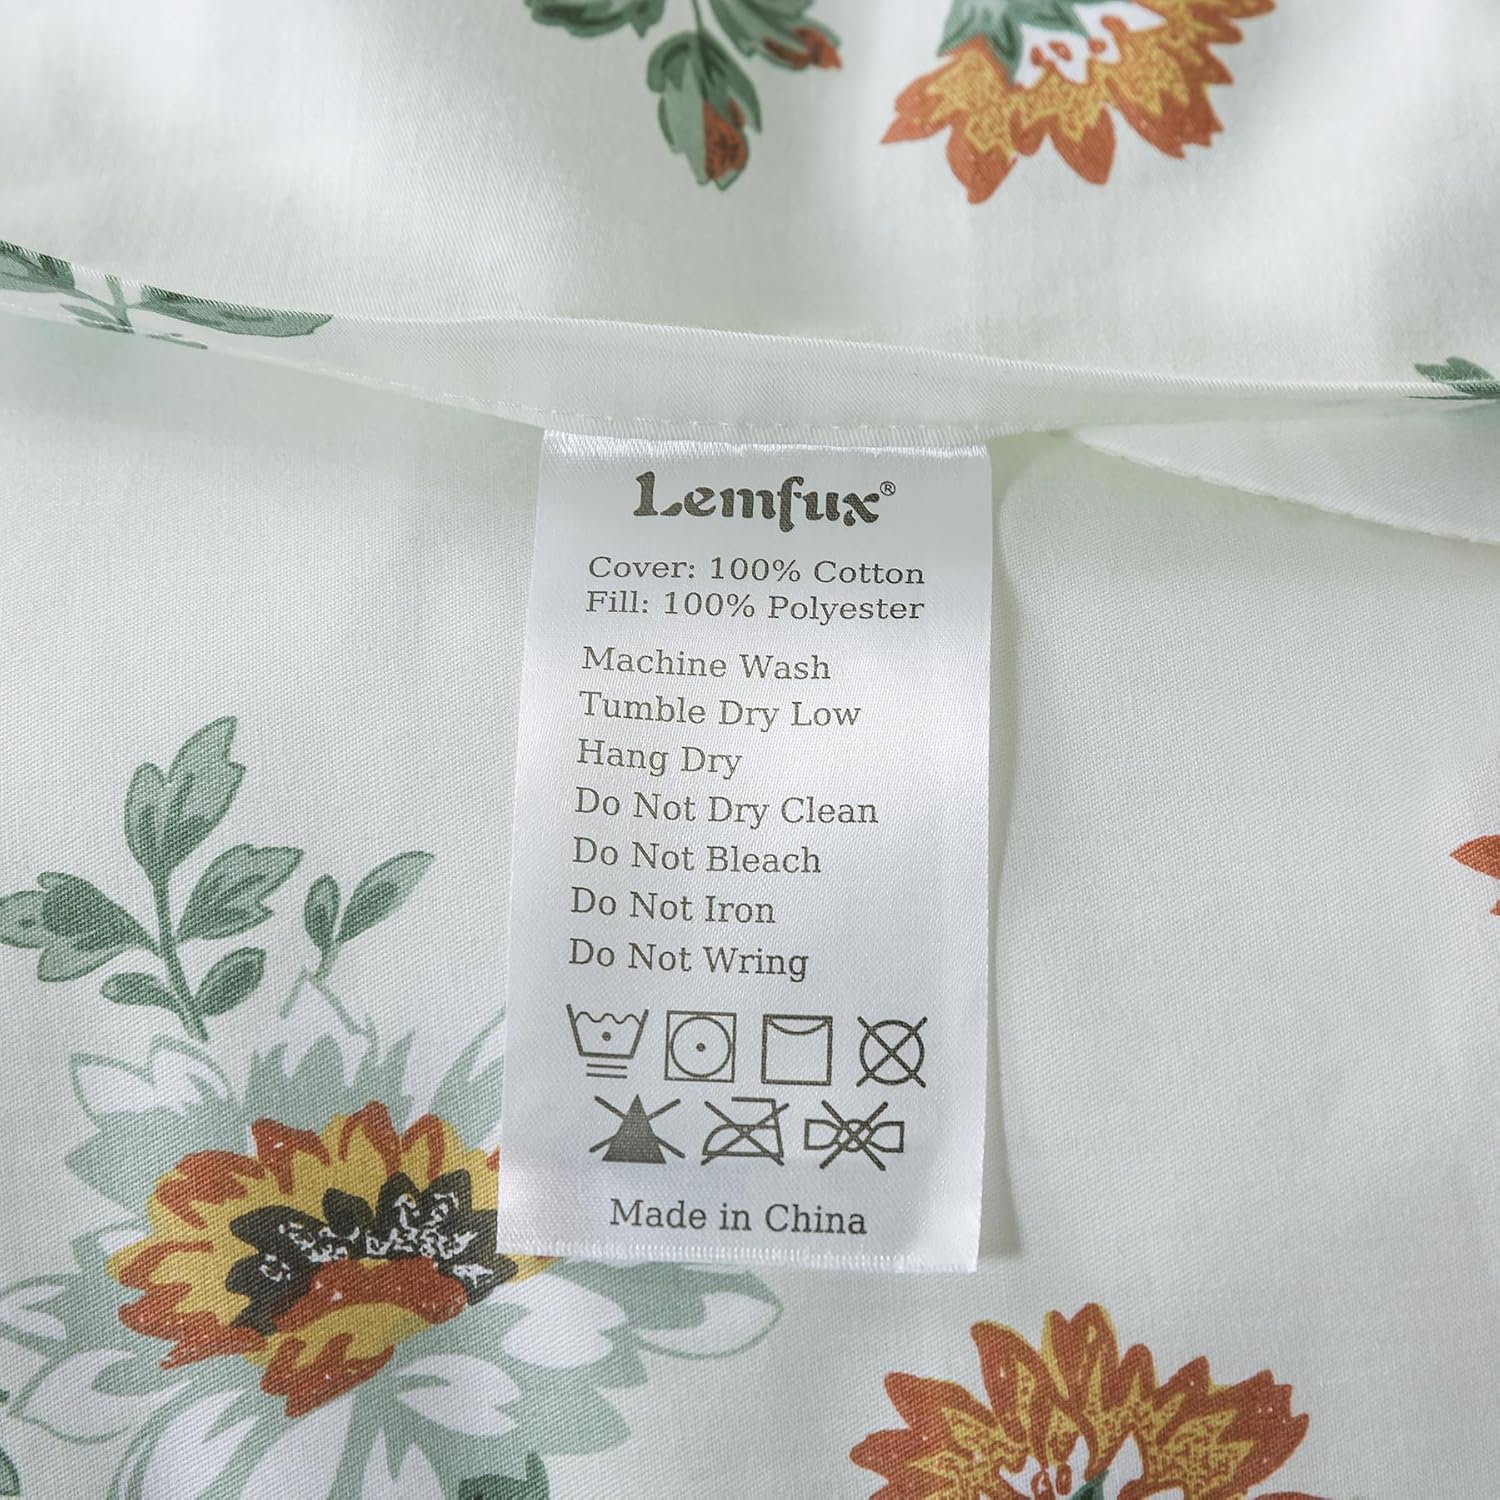 Lemfux®
Cover: 100% Cotton
Fill: 100% Polyester
Machine Wash
Tumble Dry Low
Hang Dry
Do Not Dry Clean
Do Not Bleach
Do Not Iron
Do Not Wring
Made in China